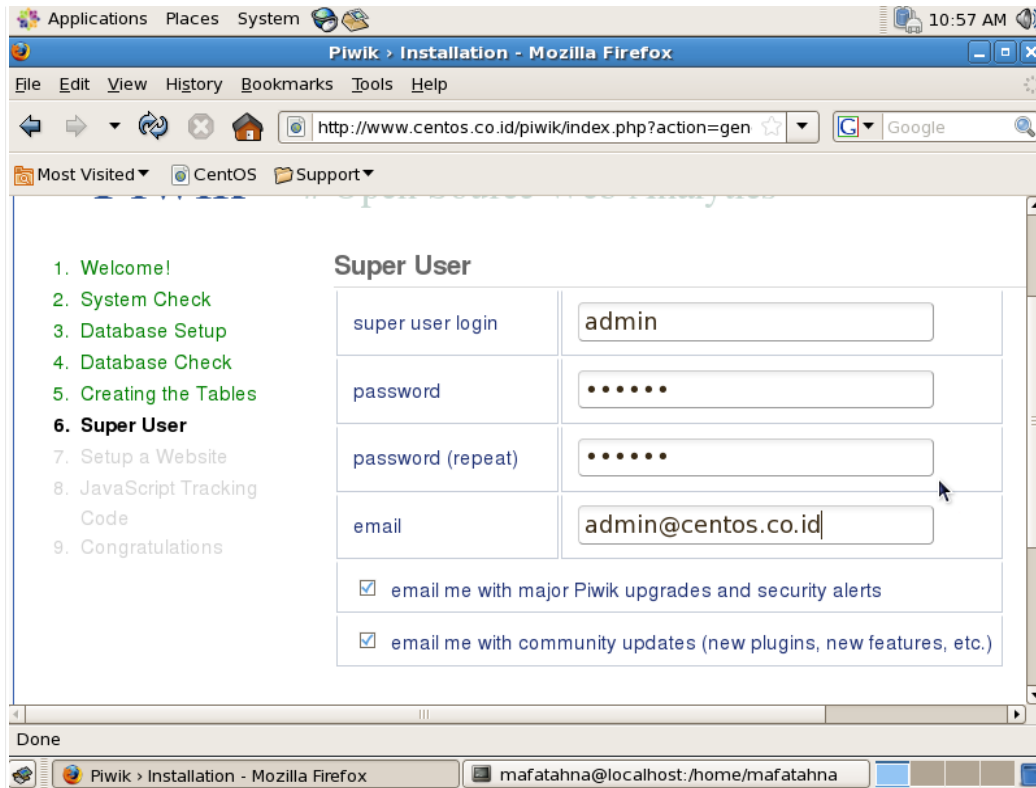 Applications Places System 10:57 AM
Piwik › Installation - Mozilla Firefox
File Edit View History Bookmarks Tools Help
http://www.centos.co.id/piwik/index.php?action=gen G Google
Most Visited CentOS Support
Piwik # Open Source Web Analytics
1. Welcome!
2. System Check
3. Database Setup
4. Database Check
5. Creating the Tables
6. Super User
7. Setup a Website
8. JavaScript Tracking
Code
9. Congratulations
Super User
super user login admin
password ••••••
password (repeat) ••••••
email admin@centos.co.id
email me with major Piwik upgrades and security alerts
email me with community updates (new plugins, new features, etc.)
Done
Piwik › Installation - Mozilla Firefox mafatahna@localhost:/home/mafatahna